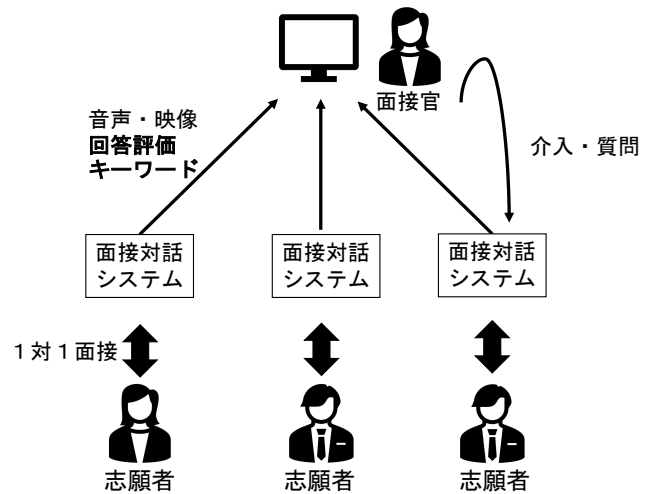 面接官
音声・映像
回答評価
キーワード
介入・質問
面接対話
システム
面接対話
システム
面接対話
システム
１対１面接
志願者
志願者
志願者